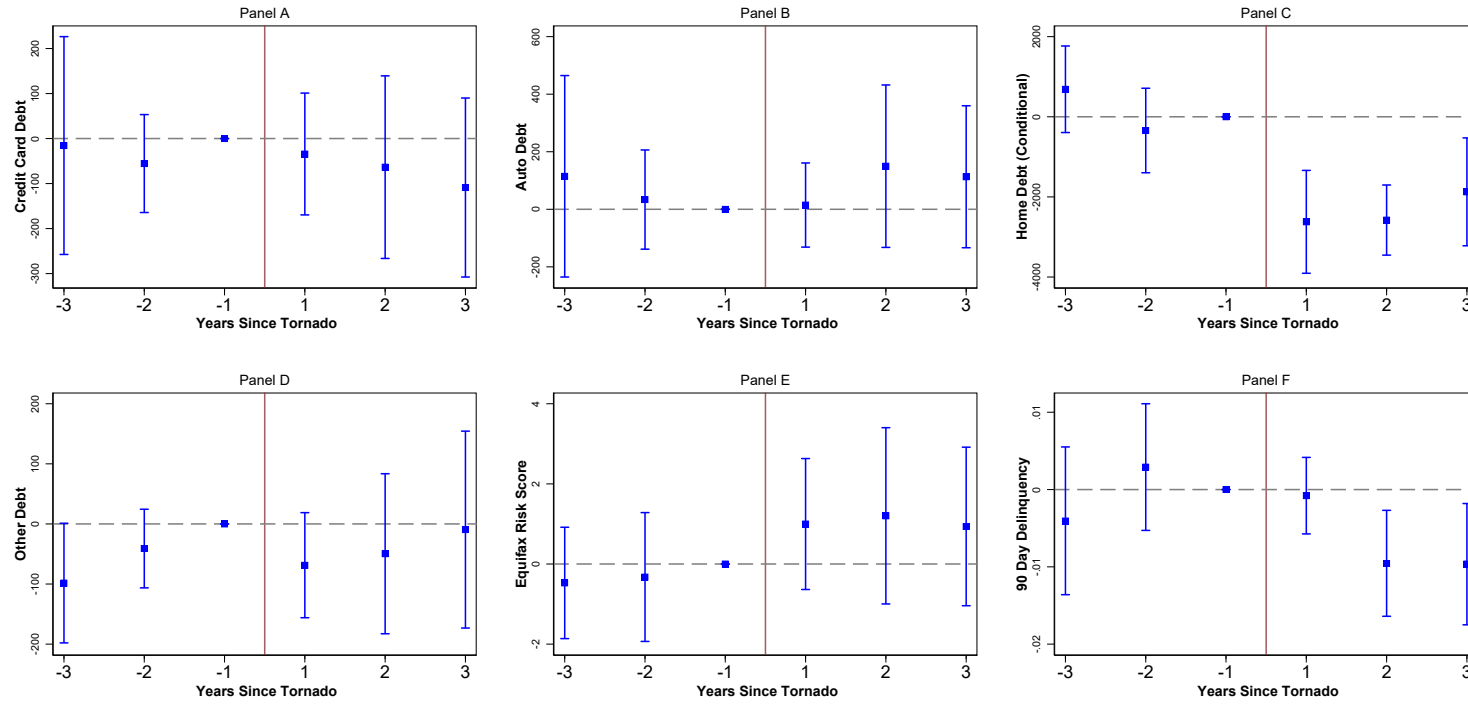 Panel A
Credit Card Debt
200
100
0
-100
-200
-300
-3 -2 -1 1 2 3
Years Since Tornado
Panel B
Auto Debt
600
400
200
0
-200
-3 -2 -1 1 2 3
Years Since Tornado
Panel C
Home Debt (Conditional)
2000
0
-2000
-4000
-3 -2 -1 1 2 3
Years Since Tornado
Panel D
Other Debt
200
100
0
-100
-200
-3 -2 -1 1 2 3
Years Since Tornado
Panel E
Equifax Risk Score
4
2
0
-2
-3 -2 -1 1 2 3
Years Since Tornado
Panel F
90 Day Delinquency
.01
0
-.01
-.02
-3 -2 -1 1 2 3
Years Since Tornado